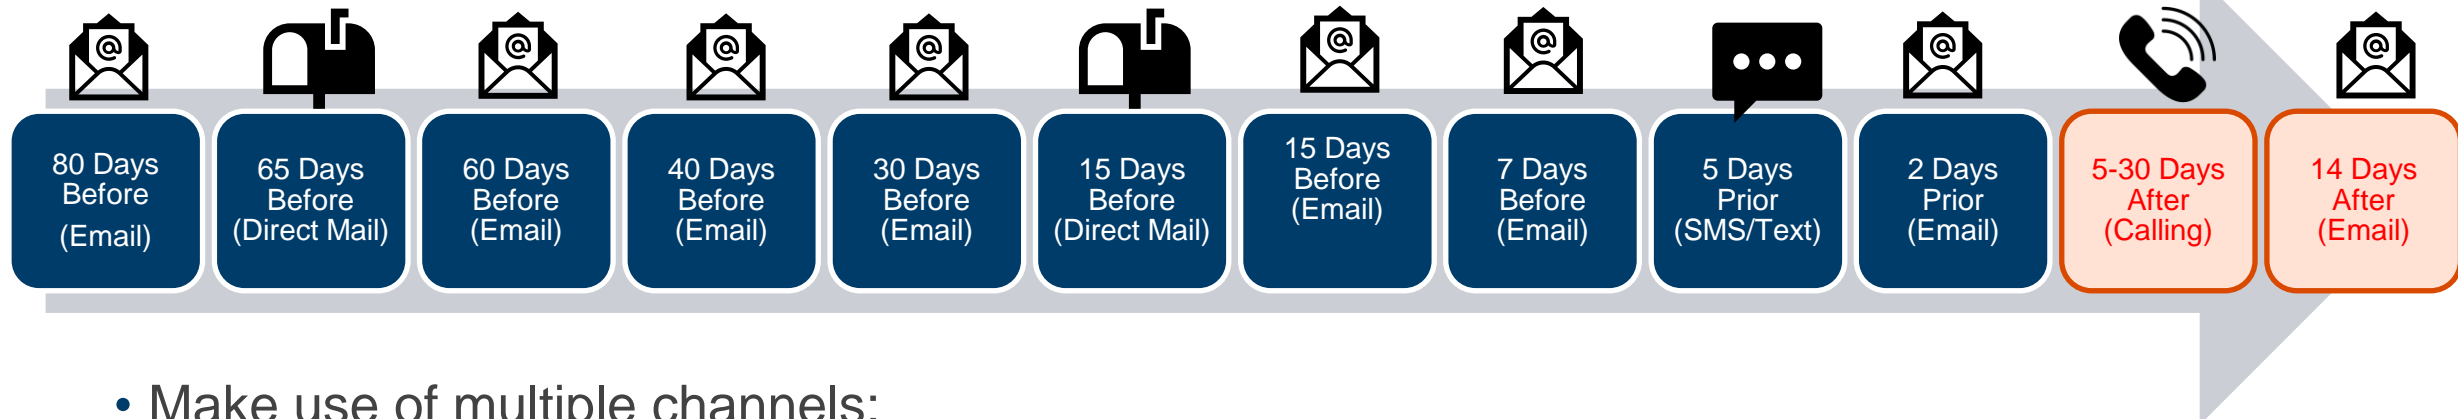 80 Days
Before
(Email)
65 Days
Before
(Direct Mail)
60 Days
Before
(Email)
40 Days
Before
(Email)
30 Days
Before
(Email)
15 Days
Before
(Direct Mail)
15 Days
Before
(Email)
7 Days
Before
(Email)
5 Days
Prior
(SMS/Text)
2 Days
Prior
(Email)
5-30 Days
After
(Calling)
14 Days
After
(Email)
• Make use of multiple channels: